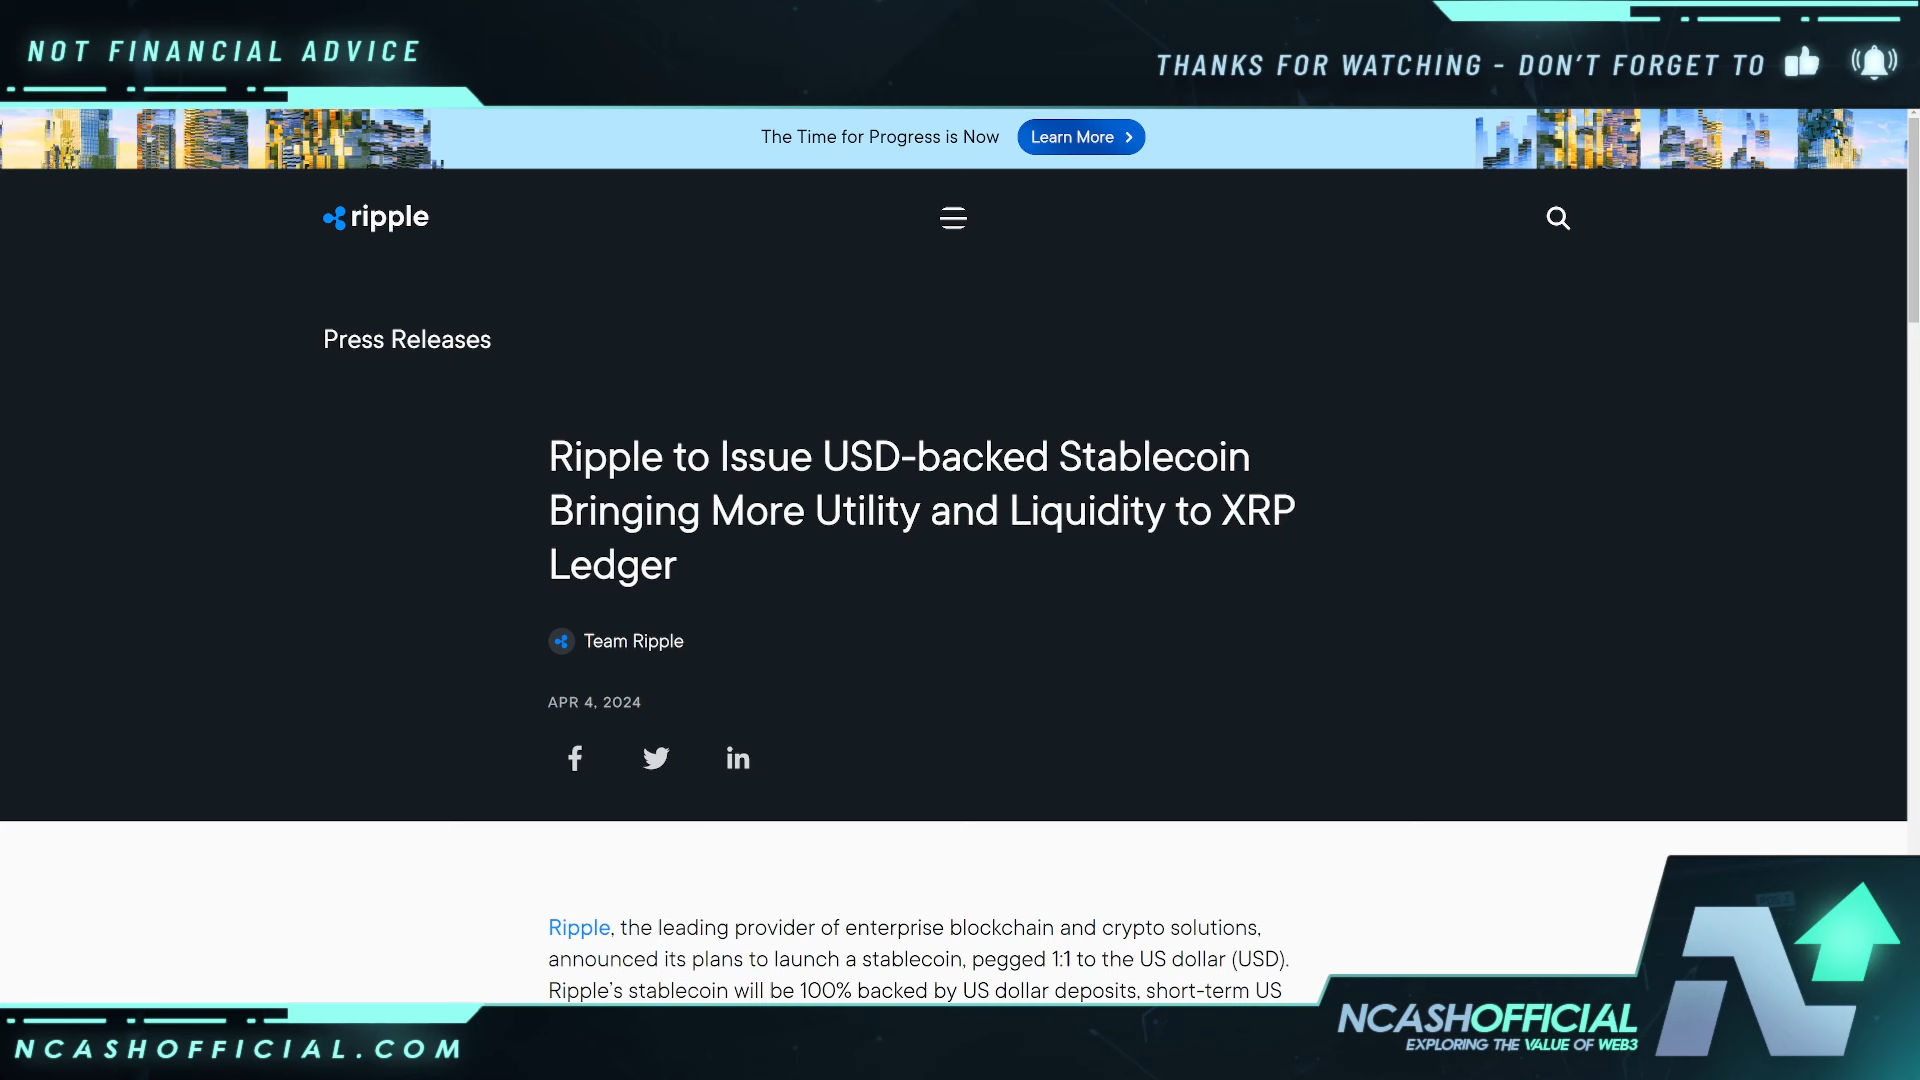 NOT FINANCIAL ADVICE
THANKS FOR WATCHING - DON'T FORGET TO
The Time for Progress is Now
Learn More
ripple
Press Releases
Ripple to Issue USD-backed Stablecoin
Bringing More Utility and Liquidity to XRP
Ledger
Team Ripple
APR 4, 2024
Ripple, the leading provider of enterprise blockchain and crypto solutions,
announced its plans to launch a stablecoin, pegged 1:1 to the US dollar (USD).
Ripple’s stablecoin will be 100% backed by US dollar deposits, short-term US
NCASHOFFICIAL.COM
NCASHOFFICIAL
EXPLORING THE VALUE OF WEB3